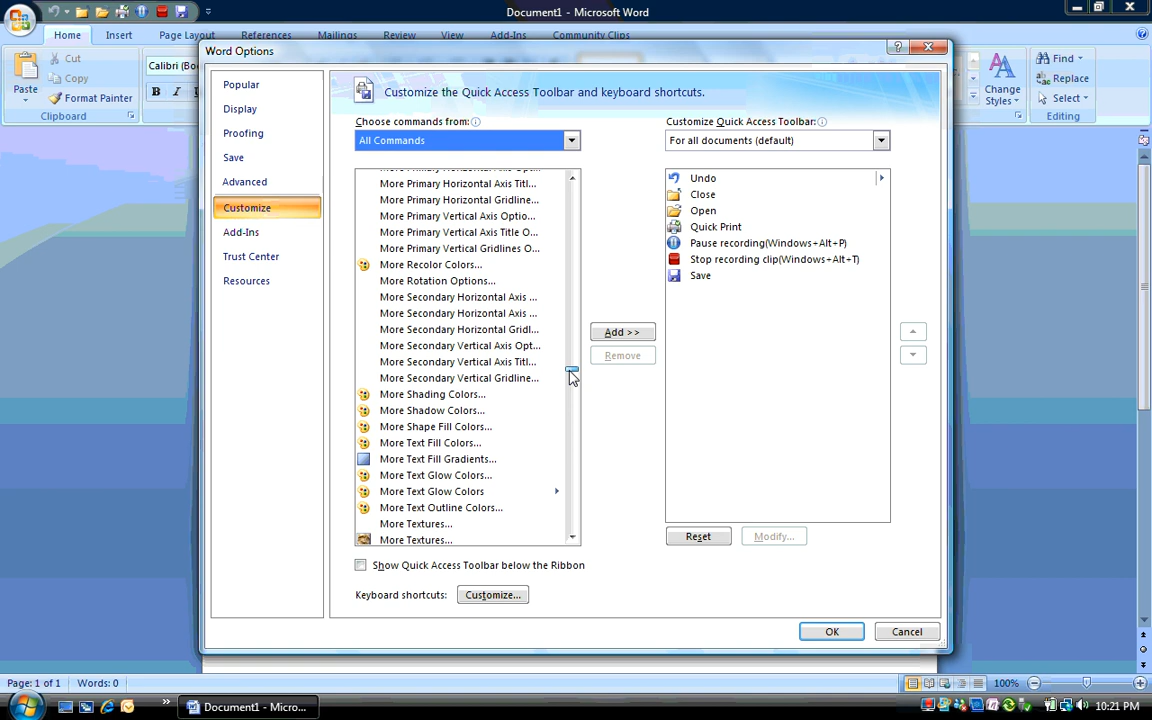 Document1 - Microsoft Word
Home Insert Page Layout References Mailings Review View Add-Ins Community Clips
Paste
Cut
Copy
Format Painter
Clipboard
Calibri (Bo
B I
Change
Styles
Find
Replace
Select
Editing
Word Options
Popular
Display
Proofing
Save
Advanced
Customize
Add-Ins
Trust Center
Resources
Customize the Quick Access Toolbar and keyboard shortcuts.
Choose commands from:
All Commands
More Primary Horizontal Axis Titl...
More Primary Horizontal Gridline...
More Primary Vertical Axis Optio...
More Primary Vertical Axis Title O...
More Primary Vertical Gridlines O...
More Recolor Colors...
More Rotation Options...
More Secondary Horizontal Axis ...
More Secondary Horizontal Axis ...
More Secondary Horizontal Gridl...
More Secondary Vertical Axis Opt...
More Secondary Vertical Axis Titl...
More Secondary Vertical Gridline...
More Shading Colors...
More Shadow Colors...
More Shape Fill Colors...
More Text Fill Colors...
More Text Fill Gradients...
More Text Glow Colors...
More Text Glow Colors
More Text Outline Colors...
More Textures...
More Textures...
Add >>
Remove
Customize Quick Access Toolbar:
For all documents (default)
Undo
Close
Open
Quick Print
Pause recording(Windows+Alt+P)
Stop recording clip(Windows+Alt+T)
Save
Reset
Modify...
Show Quick Access Toolbar below the Ribbon
Keyboard shortcuts: Customize...
OK
Cancel
Page: 1 of 1 Words: 0
100%
Document1 - Micro...
10:21 PM